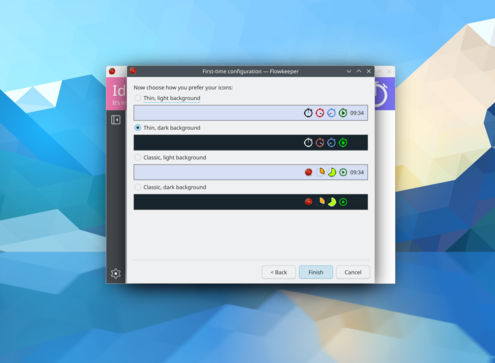 First-time configuration — Flowkeeper
Id
It's
Now choose how you prefer your icons:
Thin, light background
09:34
Thin, dark background
Classic, light background
09:34
Classic, dark background
< Back
Finish
Cancel